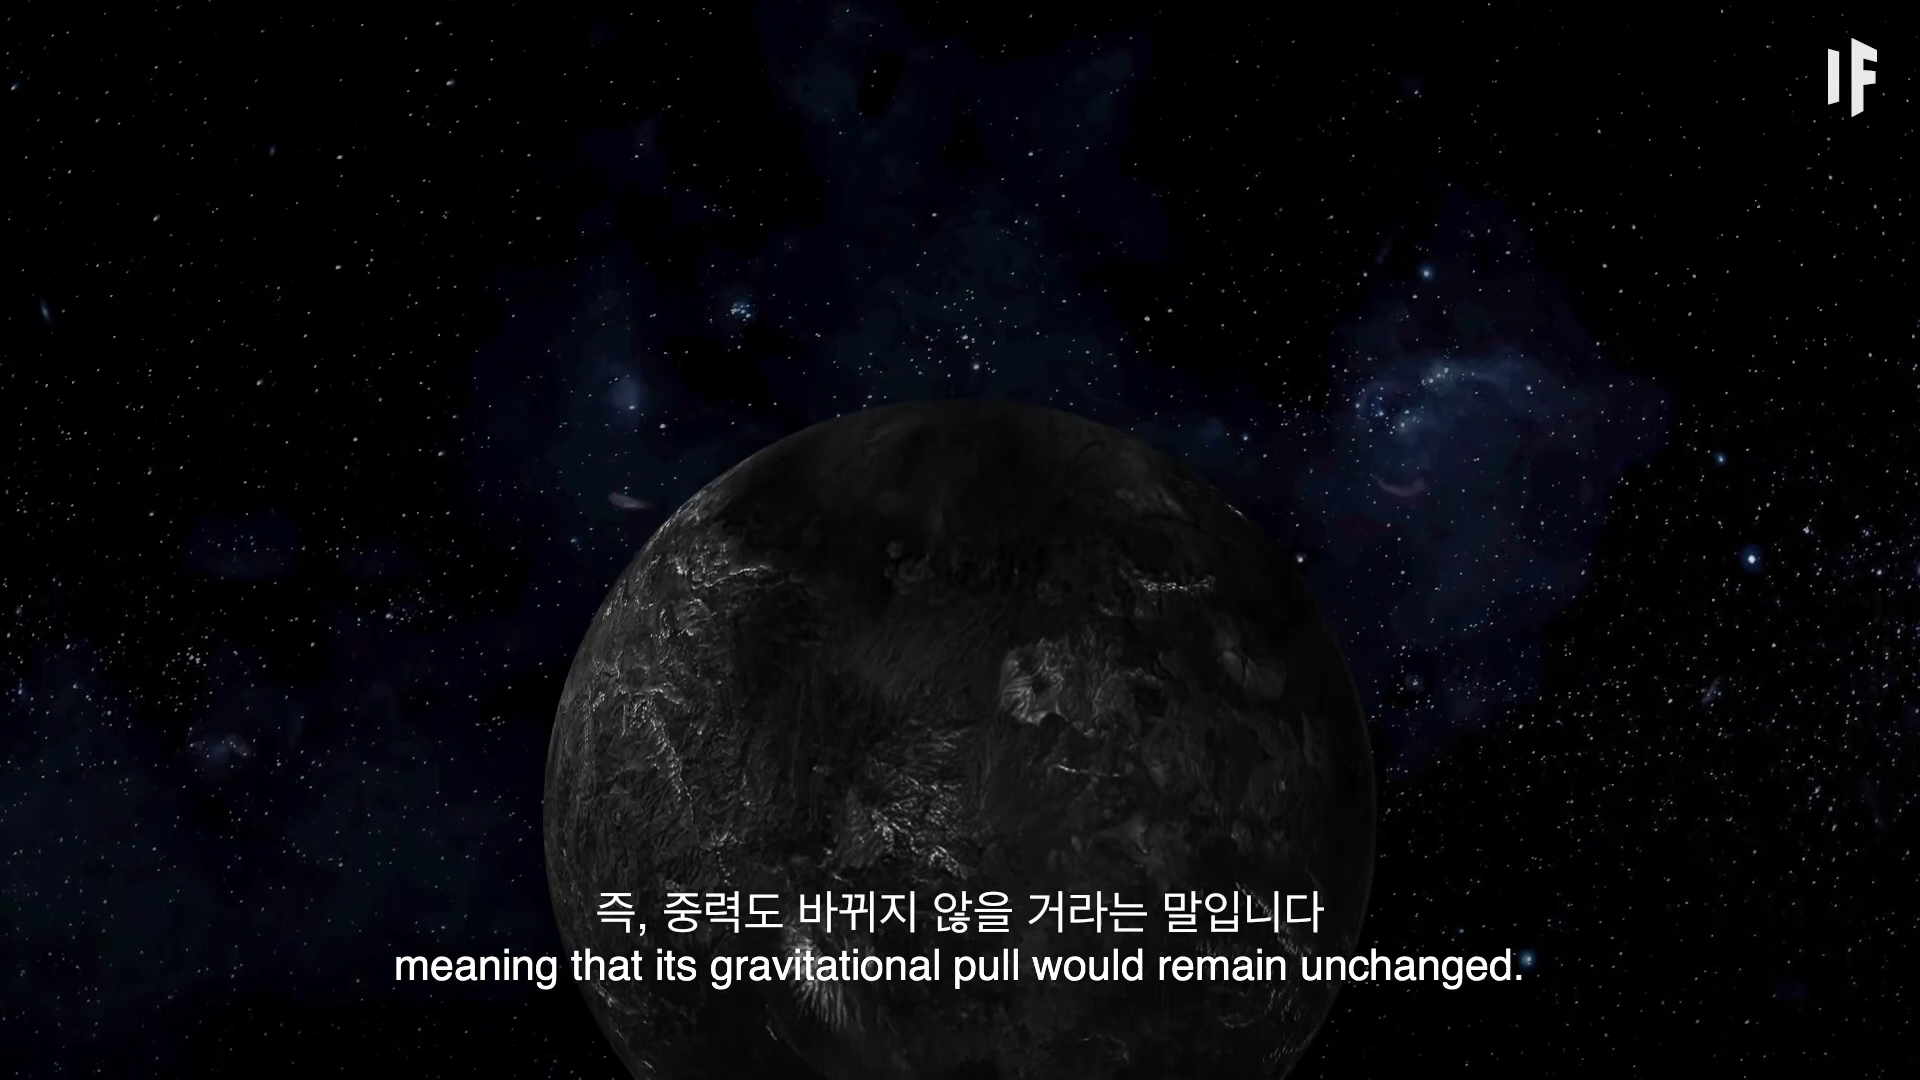 IF
즉, 중력도 바뀌지 않을 거라는 말입니다
meaning that its gravitational pull would remain unchanged.